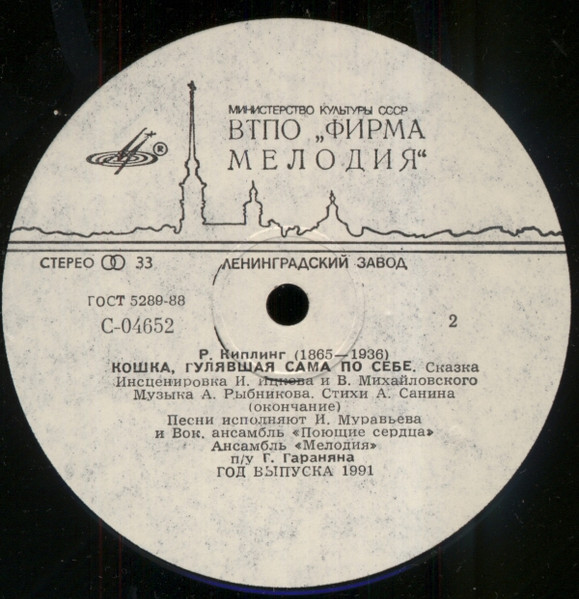 МИНИСТЕРСТВО КУЛЬТУРЫ СССР
ВТПО „ФИРМА
МЕЛОДИЯ“
®
СТЕРЕО 33
ЛЕНИНГРАДСКИЙ ЗАВОД
ГОСТ 5289-88
С-04652
2
Р. Киплинг (1865—1936)
КОШКА, ГУЛЯВШАЯ САМА ПО СЕБЕ. Сказка
Инсценировка И. Ицкова и В. Михайловского
Музыка А. Рыбникова. Стихи А. Санина
(окончание)
Песни исполняют И. Муравьева
и Вок. ансамбль «Поющие сердца»
Ансамбль «Мелодия»
п/у Г. Гараняна
ГОД ВЫПУСКА 1991